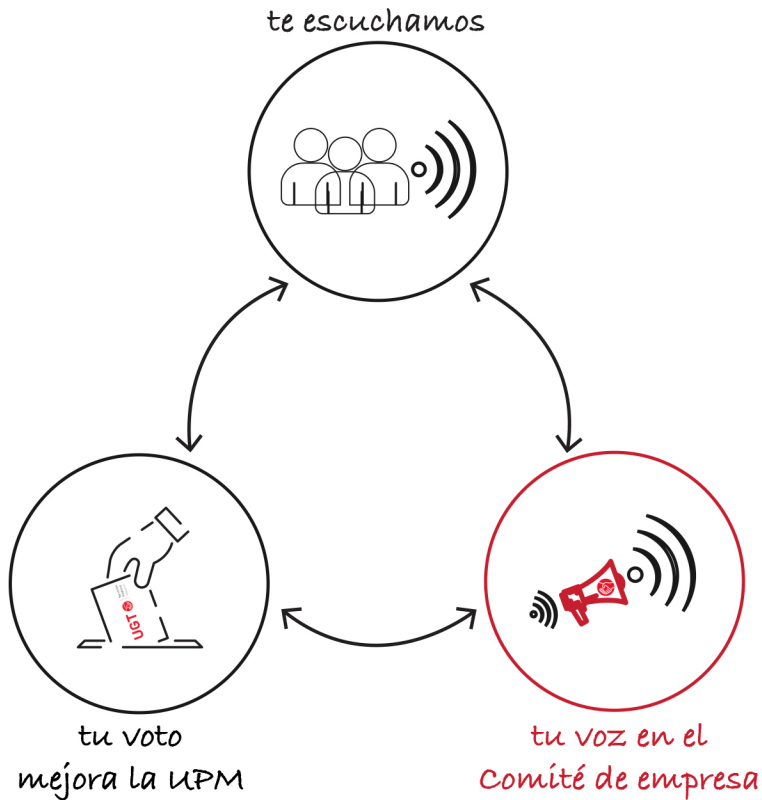 te escuchamos
UGT
tu voto
mejora la UPM
tu voz en el
Comité de empresa